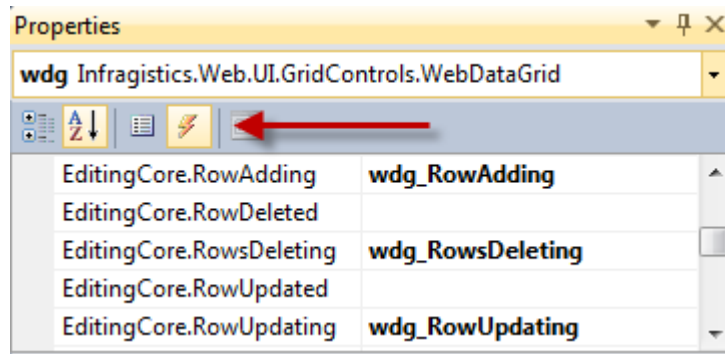 Properties
wdg Infragistics.Web.UI.GridControls.WebDataGrid
A
Z
EditingCore.RowAdding wdg_RowAdding
EditingCore.RowDeleted
EditingCore.RowsDeleting wdg_RowsDeleting
EditingCore.RowUpdated
EditingCore.RowUpdating wdg_RowUpdating